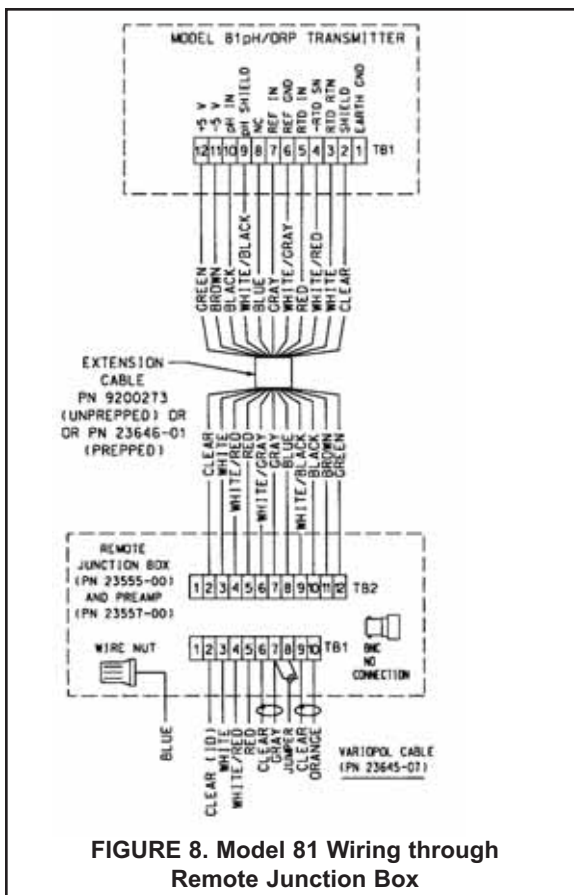 MODEL 81pH/ORP TRANSMITTER
+5 V
-5 V
pH IN
pH SHIELD
NC
REF IN
REF GND
RTD IN
-RTD SN
RTD RTN
SHIELD
EARTH GND
12 11 10 9 8 7 6 5 4 3 2 1 TB1
GREEN
BROWN
BLACK
WHITE/BLACK
BLUE
GRAY
WHITE/GRAY
RED
WHITE/RED
WHITE
CLEAR
EXTENSION
CABLE
PN 9200273
(UNPREPPED) OR
OR PN 23646-01
(PREPPED)
CLEAR
WHITE
WHITE/RED
RED
WHITE/GRAY
GRAY
BLUE
WHITE/BLACK
BLACK
BROWN
GREEN
REMOTE
JUNCTION BOX
(PN 23555-00)
AND PREAMP
(PN 23557-00)
1 2 3 4 5 6 7 8 9 10 11 12 TB2
WIRE NUT
1 2 3 4 5 6 7 8 9 10 TB1
BNC
NO
CONNECTION
BLUE
CLEAR (ID)
WHITE
WHITE/RED
RED
CLEAR
GRAY
JUMPER
CLEAR
ORANGE
VARIOPOL CABLE
(PN 23645-07)
FIGURE 8. Model 81 Wiring through
Remote Junction Box